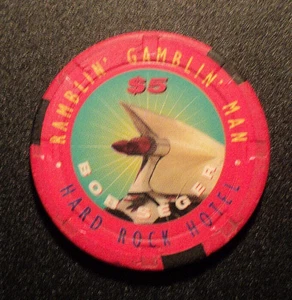 RAMBLIN' GAMBLIN' MAN
$5
BOB SEGER
· HARD ROCK HOTEL ·